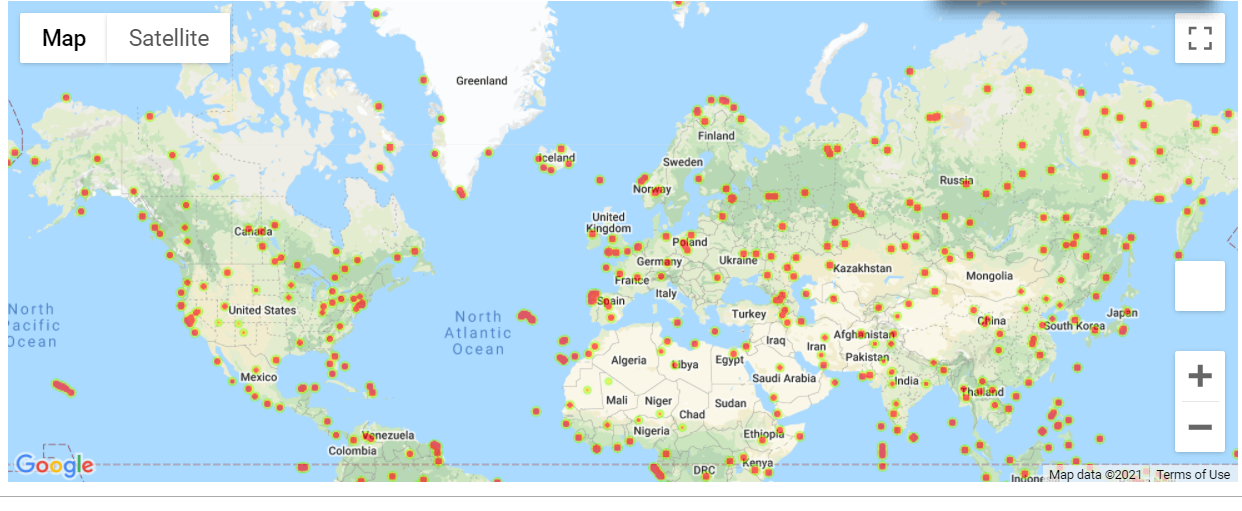 Map
Satellite
Greenland
Finland
Iceland
Sweden
Russia
Norway
United
Kingdom
Canada
Poland
Germany
Ukraine
Kazakhstan
France
Mongolia
Italy
Spain
North
Pacific
Ocean
United States
North
Atlantic
Ocean
Turkey
China
Japan
South Korea
Iraq
Iran
Afghanistan
Pakistan
Algeria
Libya
Egypt
Mexico
Saudi Arabia
India
Thailand
Mali
Niger
Chad
Sudan
Nigeria
Ethiopia
Venezuela
Colombia
Kenya
DRC
Google
Map data ©2021
Terms of Use